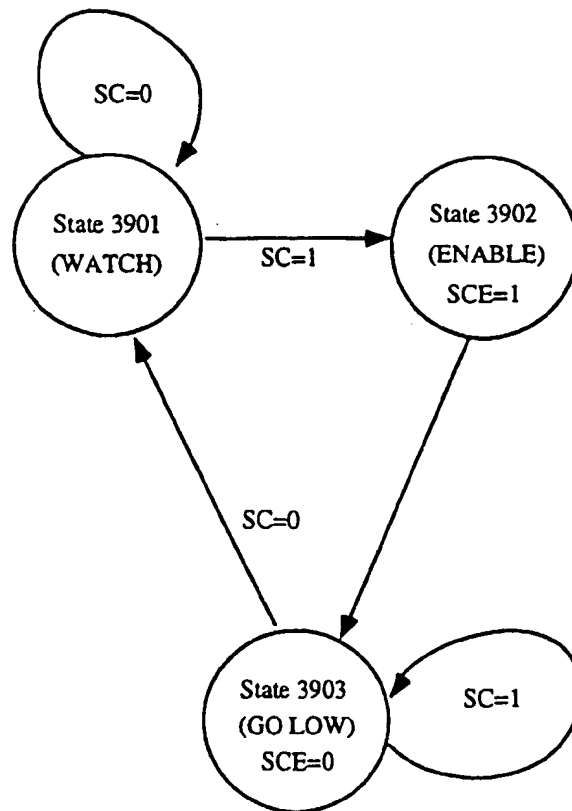 SC=0
State 3901
(WATCH)
SC=1
State 3902
(ENABLE)
SCE=1
SC=0
State 3903
(GO LOW)
SCE=0
SC=1